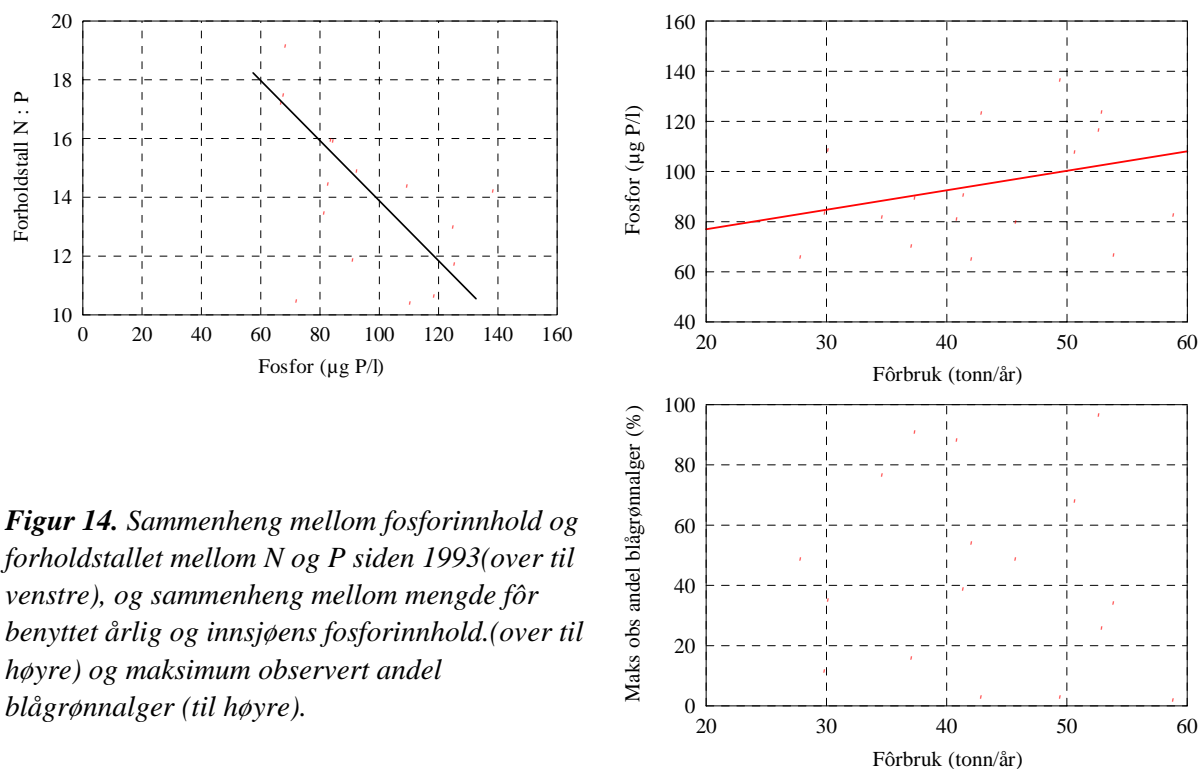 20
18
16
14
12
10
Forholdstall N : P
0 20 40 60 80 100 120 140 160
Fosfor (µg P/l)
160
140
120
100
80
60
40
Fosfor (µg P/l)
20 30 40 50 60
Fôrbruk (tonn/år)
100
80
60
40
20
0
Maks obs andel blågrønnalger (%)
20 30 40 50 60
Fôrbruk (tonn/år)
Figur 14. Sammenheng mellom fosforinnhold og
forholdstallet mellom N og P siden 1993(over til
venstre), og sammenheng mellom mengde fôr
benyttet årlig og innsjøens fosforinnhold.(over til
høyre) og maksimum observert andel
blågrønnalger (til høyre).